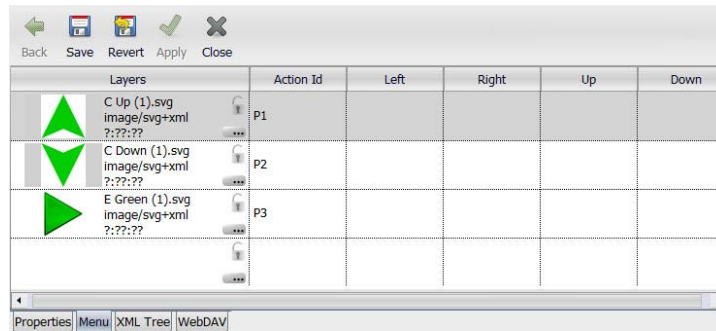 Back Save Revert Apply Close
Layers Action Id Left Right Up Down
C Up (1).svg
image/svg+xml
?:??:??
P1
C Down (1).svg
image/svg+xml
?:??:??
P2
E Green (1).svg
image/svg+xml
?:??:??
P3
Properties Menu XML Tree WebDAV